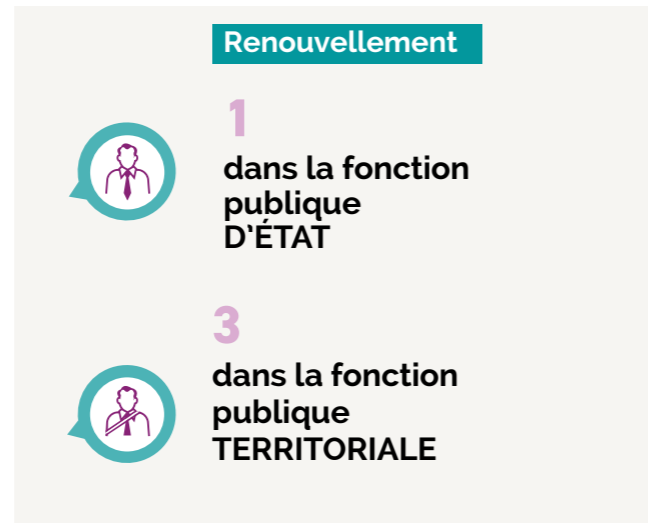 Renouvellement
1
dans la fonction
publique
D'ÉTAT
3
dans la fonction
publique
TERRITORIALE